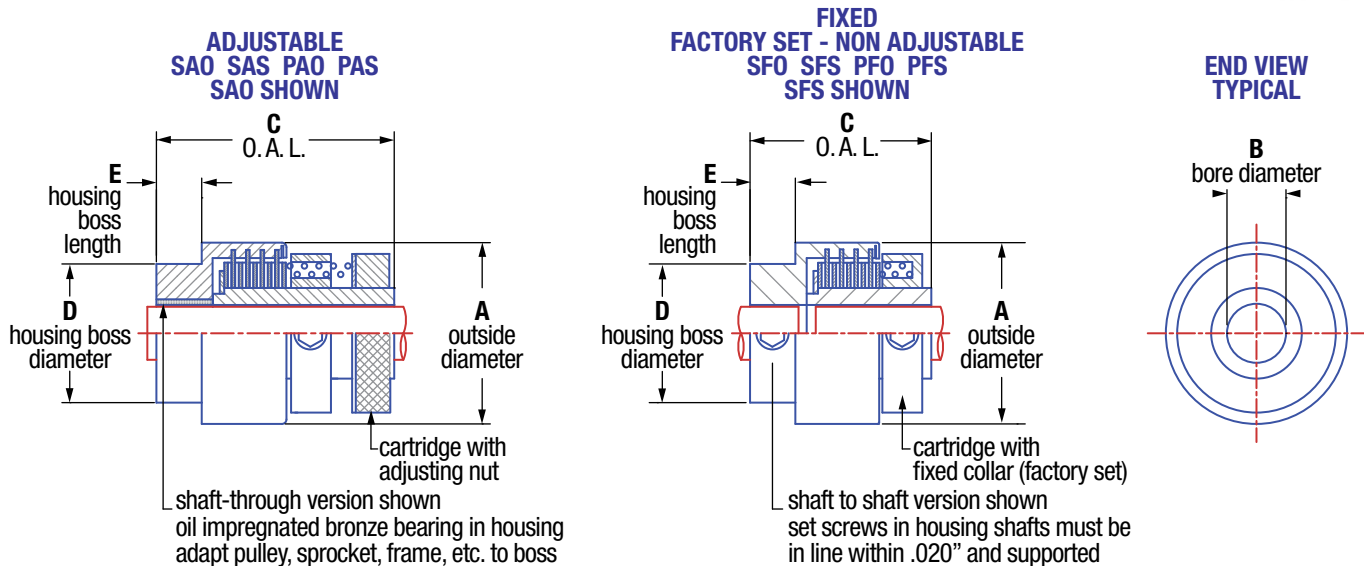 ADJUSTABLE
SAO SAS PAO PAS
SAO SHOWN
C
O. A. L.
E
housing
boss
length
D
housing boss
diameter
A
outside
diameter
cartridge with
adjusting nut
shaft-through version shown
oil impregnated bronze bearing in housing
adapt pulley, sprocket, frame, etc. to boss
FIXED
FACTORY SET - NON ADJUSTABLE
SFO SFS PFO PFS
SFS SHOWN
C
O. A. L.
E
housing
boss
length
D
housing boss
diameter
A
outside
diameter
cartridge with
fixed collar (factory set)
shaft to shaft version shown
set screws in housing shafts must be
in line within .020” and supported
END VIEW
TYPICAL
B
bore diameter